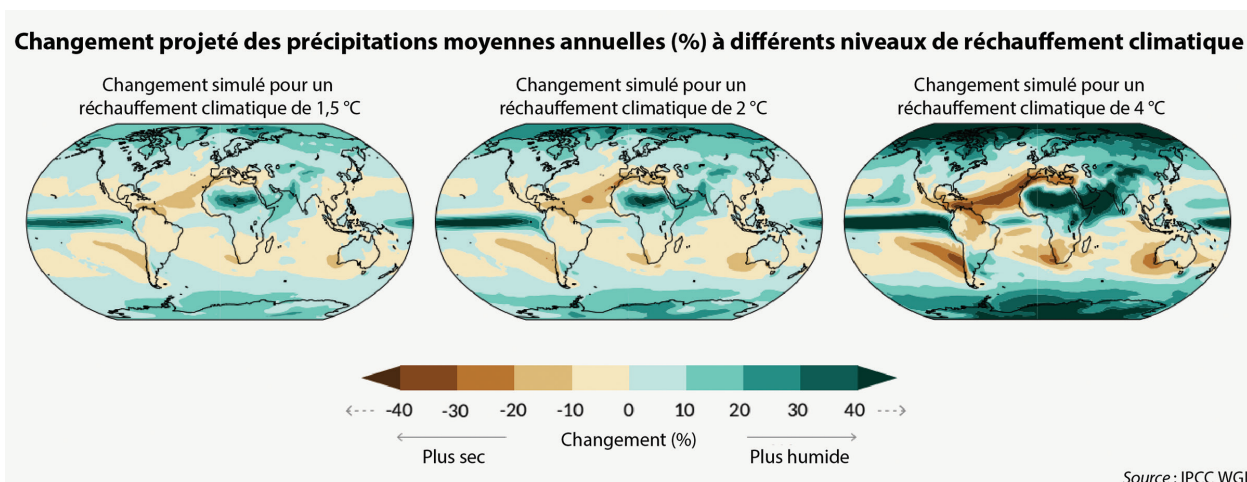 Changement projeté des précipitations moyennes annuelles (%) à différents niveaux de réchauffement climatique
Changement simulé pour un
réchauffement climatique de 1,5 °C
Changement simulé pour un
réchauffement climatique de 2 °C
Changement simulé pour un
réchauffement climatique de 4 °C
-40 -30 -20 -10 0 10 20 30 40
Changement (%)
Plus sec
Plus humide
Source : IPCC WGI